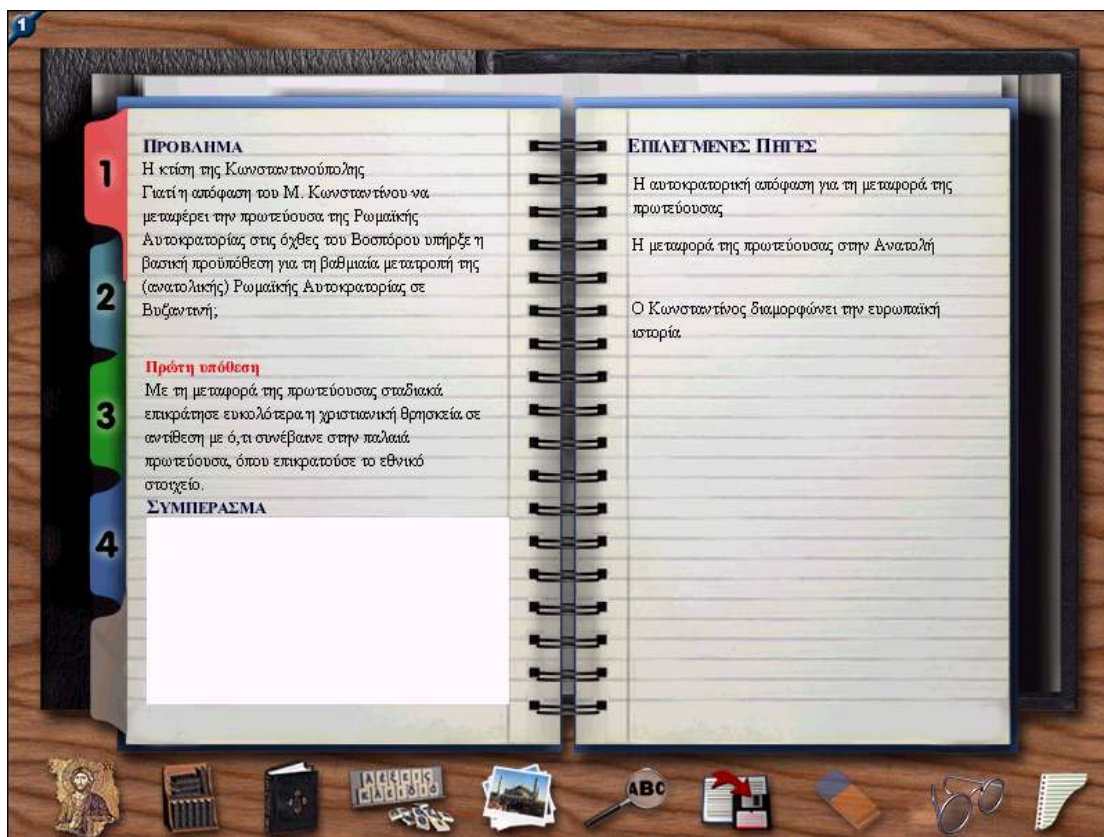 1
ΠΡΟΒΛΗΜΑ
Η κτίση της Κωνσταντινούπολης
Γιατί η απόφαση του Μ. Κωνσταντίνου να
μεταφέρει την πρωτεύουσα της Ρωμαϊκής
Αυτοκρατορίας στις όχθες του Βοσπόρου υπήρξε η
βασική προϋπόθεση για τη βαθμιαία μετατροπή της
(ανατολικής) Ρωμαϊκής Αυτοκρατορίας σε
Βυζαντινή;
Πρώτη υπόθεση
Με τη μεταφορά της πρωτεύουσας σταδιακά
επικράτησε ευκολότερα η χριστιανική θρησκεία σε
αντίθεση με ό,τι συνέβαινε στην παλαιά
πρωτεύουσα, όπου επικρατούσε το εθνικό
στοιχείο.
ΣΥΜΠΕΡΑΣΜΑ
1
2
3
4
ΕΠΙΛΕΓΜΕΝΕΣ ΠΗΓΕΣ
Η αυτοκρατορική απόφαση για τη μεταφορά της
πρωτεύουσας
Η μεταφορά της πρωτεύουσας στην Ανατολή
Ο Κωνσταντίνος διαμορφώνει την ευρωπαϊκή
ιστορία
ΛέξΕΙΣ
κλΕΙδιά
ABC